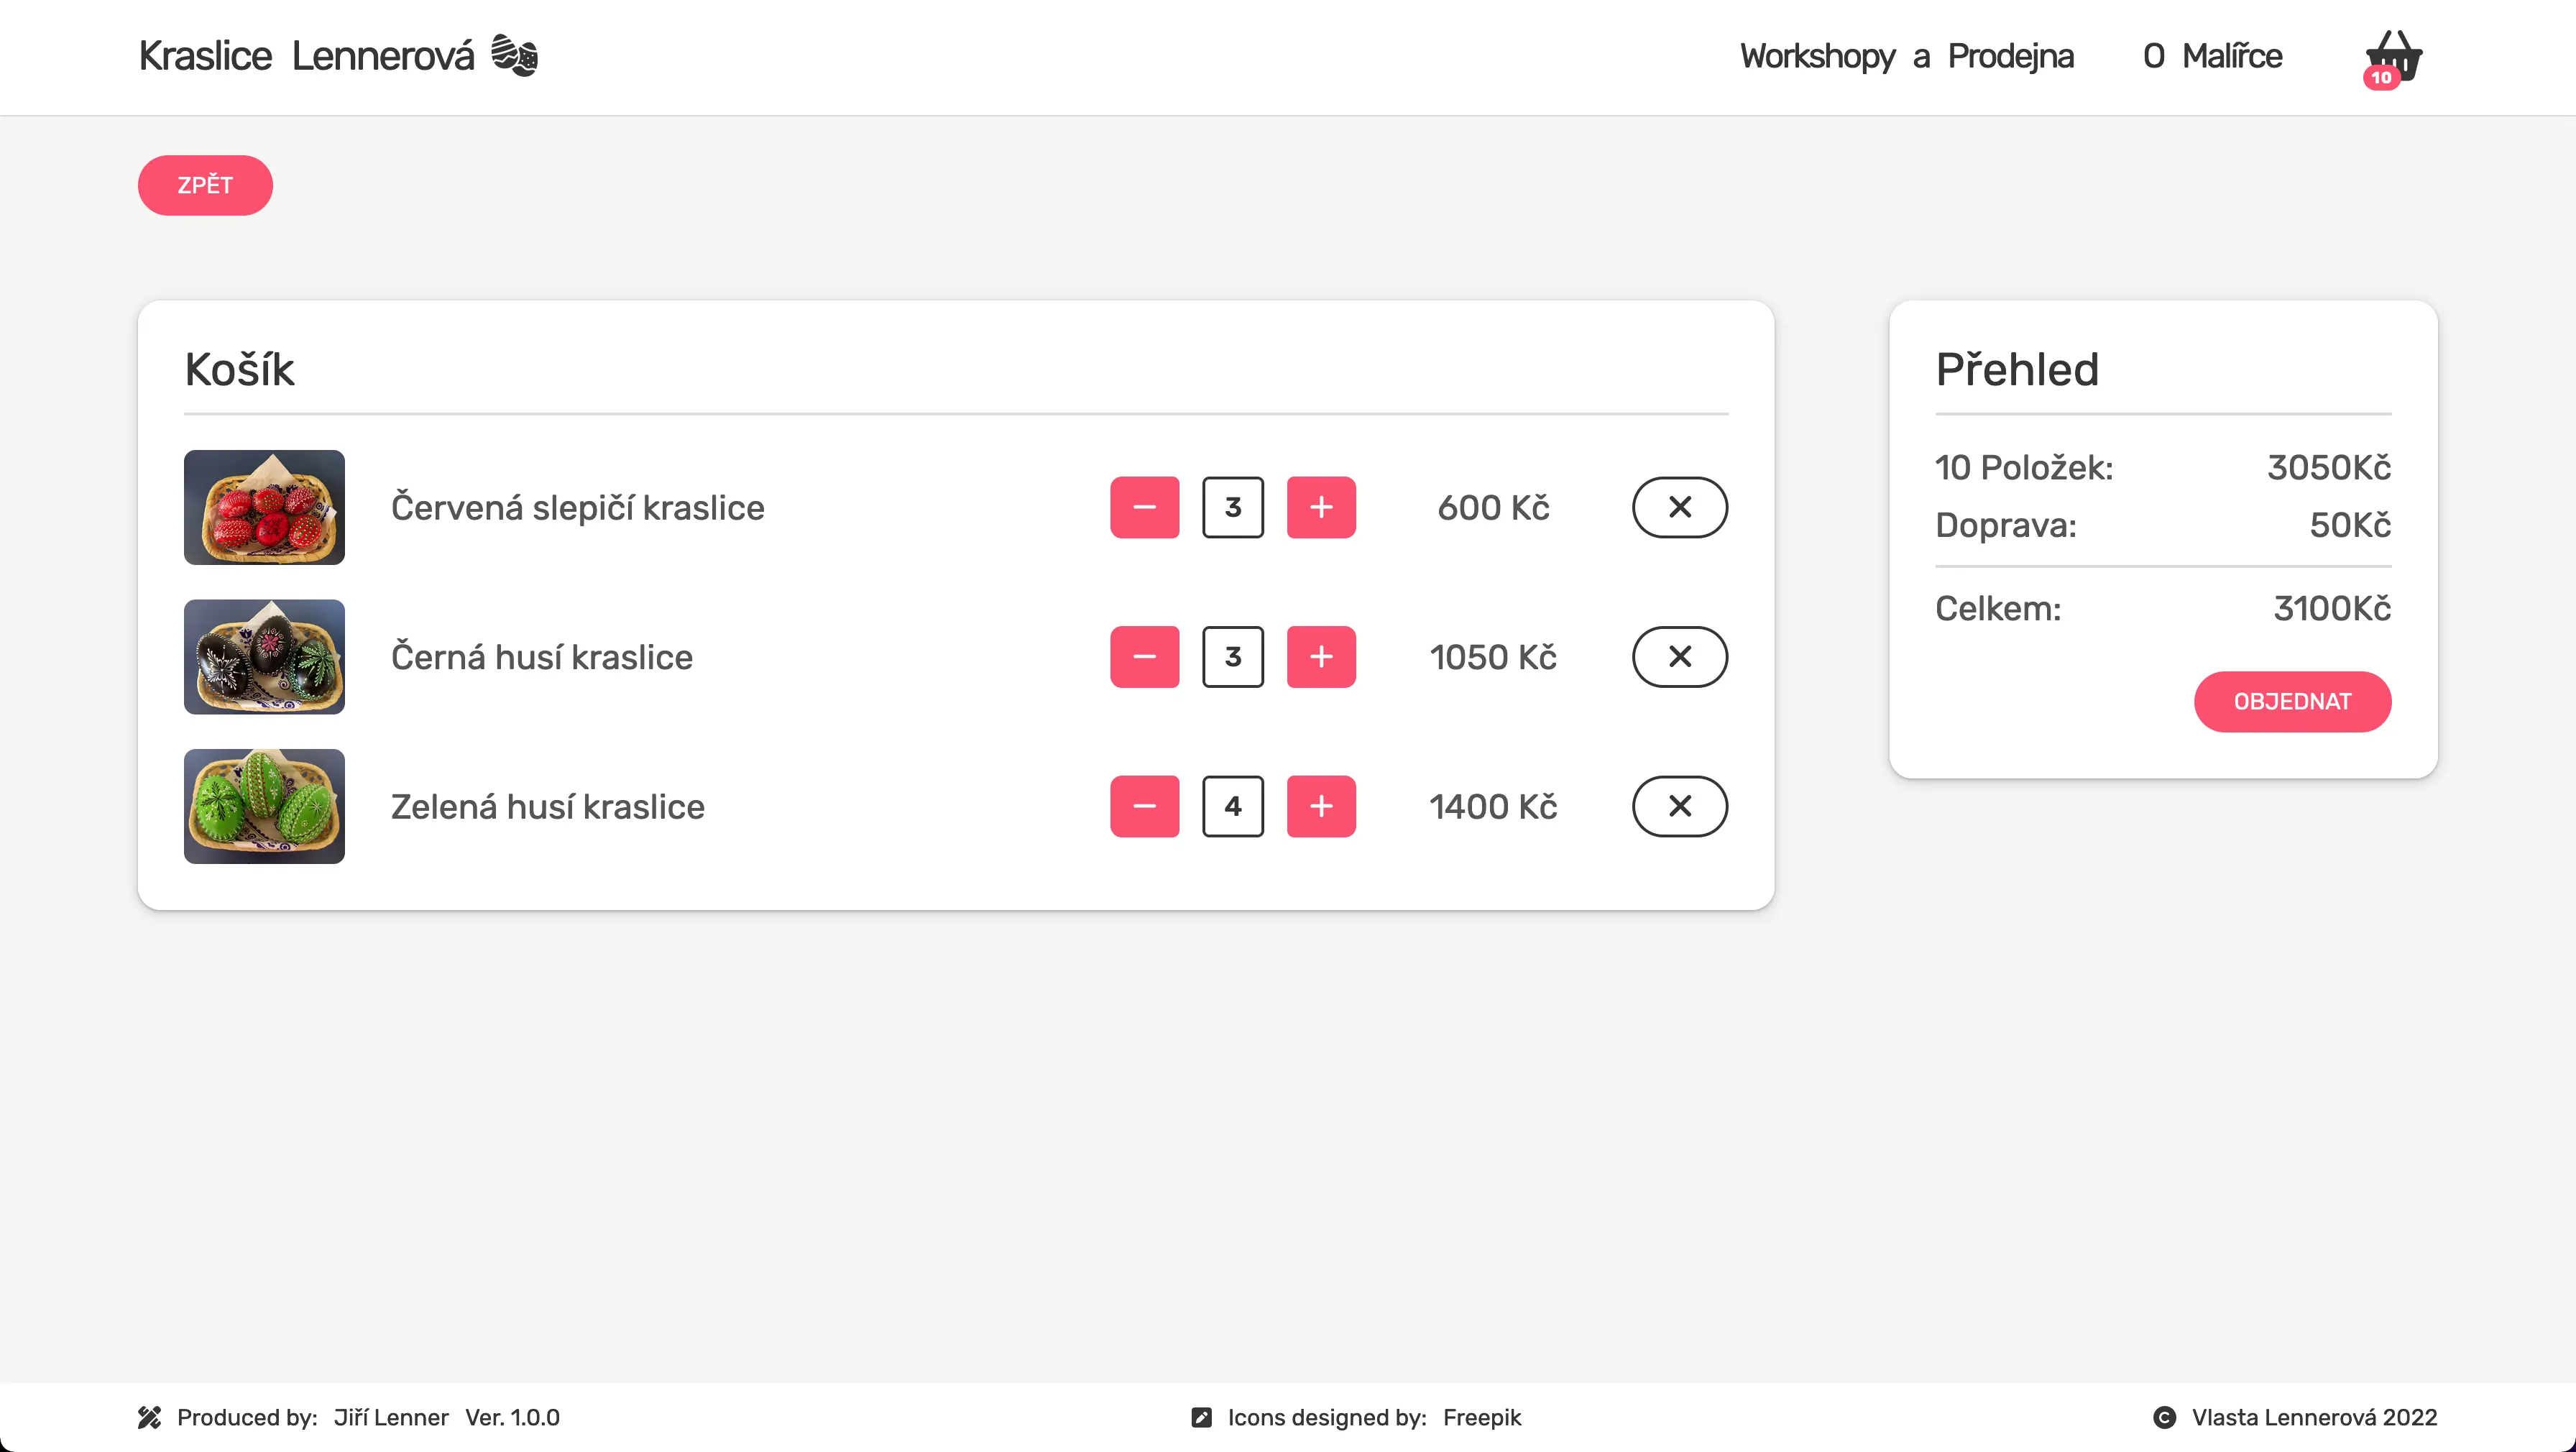 Kraslice Lennerová
Workshopy a Prodejna
O Malířce
10
ZPĚT
Košík
Červená slepičí kraslice
3
600 Kč
Černá husí kraslice
3
1050 Kč
Zelená husí kraslice
4
1400 Kč
Přehled
10 Položek: 3050Kč
Doprava: 50Kč
Celkem: 3100Kč
OBJEDNAT
Produced by: Jiří Lenner Ver. 1.0.0
Icons designed by: Freepik
Vlasta Lennerová 2022